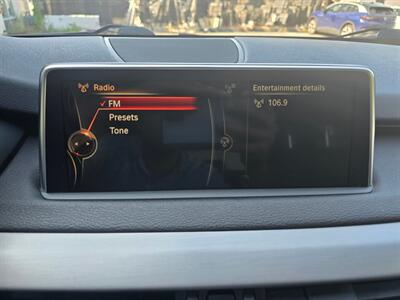 Radio
FM
Presets
Tone
Entertainment details
106.9